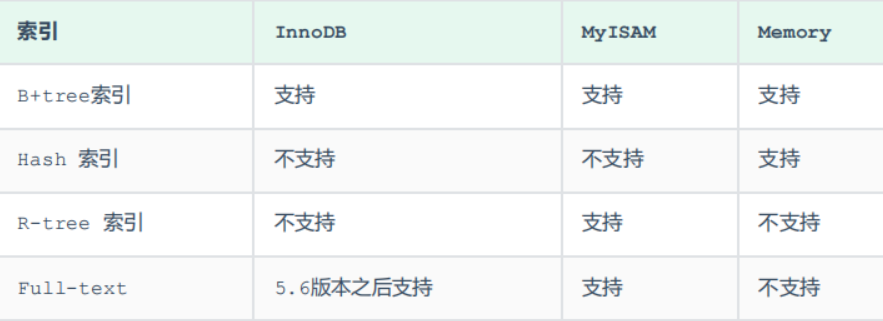 索引 InnoDB MyISAM Memory
B+tree索引 支持 支持 支持
Hash 索引 不支持 不支持 支持
R-tree 索引 不支持 支持 不支持
Full-text 5.6版本之后支持 支持 不支持